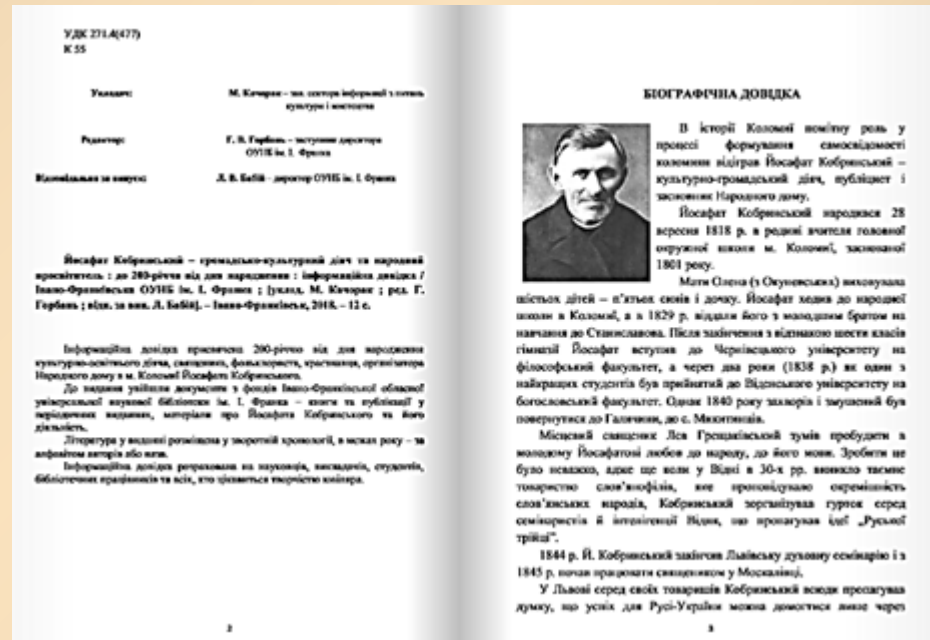 УДК 271.4(477)
К 55
Укладач:
М. Качорак – зав. сектора інформації з питань
культури і мистецтва
Редактор:
Г. В. Горбань – заступник директора
ОУНБ ім. І. Франка
Відповідальна за випуск:
Л. В. Бабій – директор ОУНБ ім. І. Франка
Йосафат Кобринський – громадсько-культурний діяч та народний
просвітитель : до 200-річчя від дня народження : інформаційна довідка /
Івано-Франківська ОУНБ ім. І. Франка ; [уклад. М. Качорак ; ред. Г.
Горбань ; відп. за вип. Л. Бабій]. – Івано-Франківськ, 2018. – 12 с.
Інформаційна довідка присвячена 200-річчю від дня народження
культурно-освітнього діяча, священика, фольклориста, краєзнавця, організатора
Народного дому в м. Коломиї Йосафата Кобринського.
До видання увійшли документи з фондів Івано-Франківської обласної
універсальної наукової бібліотеки ім. І. Франка – книги та публікації у
періодичних виданнях, матеріали про Йосафата Кобринського та його
діяльність.
Література у виданні розміщена у зворотній хронології, в межах року – за
алфавітом авторів або назв.
Інформаційна довідка розрахована на науковців, викладачів, студентів,
бібліотечних працівників та всіх, хто цікавиться творчістю ювіляра.
2
БІОГРАФІЧНА ДОВІДКА
В історії Коломиї помітну роль у
процесі формування самосвідомості
коломиян відіграв Йосафат Кобринський –
культурно-громадський діяч, публіцист і
засновник Народного дому.
Йосафат Кобринський народився 28
вересня 1818 р. в родині вчителя головної
окружної школи м. Коломиї, заснованої
1801 року.
Мати Олена (з Окуневських) виховувала
шістьох дітей – п’ятьох синів і дочку. Йосафат ходив до народної
школи в Коломиї, а в 1829 р. віддали його з молодшим братом на
навчання до Станиславова. Після закінчення з відзнакою шести класів
гімназії Йосафат вступив до Чернівецького університету на
філософський факультет, а через два роки (1838 р.) як один з
найкращих студентів був прийнятий до Віденського університету на
богословський факультет. Однак 1840 року захворів і змушений був
повернутися до Галичини, до с. Микитинців.
Місцевий священик Лев Грещаківський зумів пробудити в
молодому Йосафатові любов до народу, до його мови. Зробити це
було неважко, адже ще коли у Відні в 30-х рр. виникло таємне
товариство слов’янофілів, яке проповідувало окремішність
слов’янських народів, Кобринський зорганізував гурток серед
семінаристів й інтелігенції Відня, що пропагував ідеї „Руської
трійці”.
1844 р. Й. Кобринський закінчив Львівську духовну семінарію і з
1845 р. почав працювати священиком у Москалівці.
У Львові серед своїх товаришів Кобринський всюди пропагував
думку, що успіх для Русі-України можна домогтися лише через
3